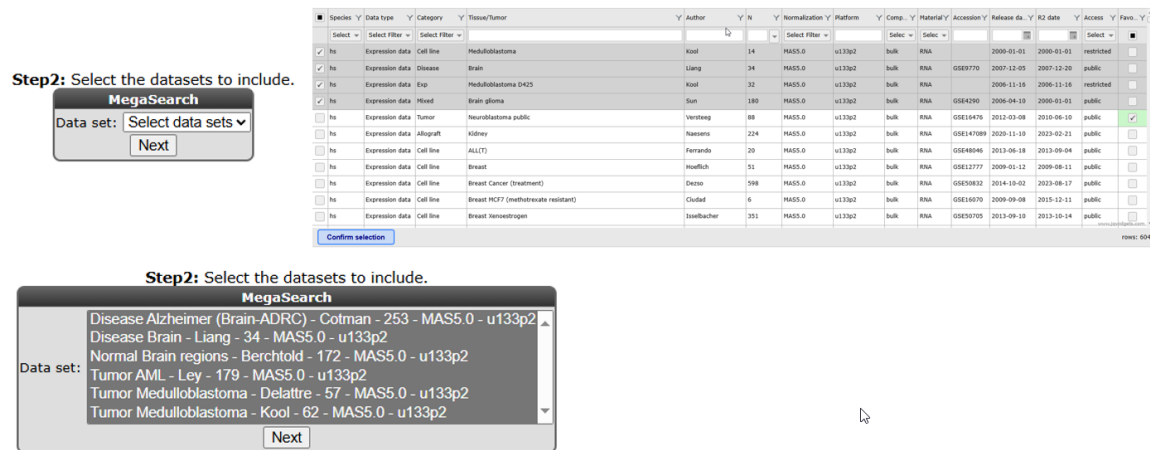 Step2: Select the datasets to include.
MegaSearch
Data set: Select data sets
Next
Species Data type Category Tissue/Tumor Author N Normalization Platform Comp... Material Accession Release da... R2 date Access Favo...
Select Select Filter Select Filter Select Filter Selec Selec Select
hs Expression data Cell line Medulloblastoma Kool 14 MAS5.0 u133p2 bulk RNA 2000-01-01 2000-01-01 restricted
hs Expression data Disease Brain Liang 34 MAS5.0 u133p2 bulk RNA GSE9770 2007-12-05 2007-12-20 public
hs Expression data Exp Medulloblastoma D425 Kool 32 MAS5.0 u133p2 bulk RNA 2006-11-16 2006-11-16 restricted
hs Expression data Mixed Brain glioma Sun 180 MAS5.0 u133p2 bulk RNA GSE4290 2006-04-10 2000-01-01 public
hs Expression data Tumor Neuroblastoma public Versteeg 88 MAS5.0 u133p2 bulk RNA GSE16476 2012-03-08 2010-06-10 public
hs Expression data Allograft Kidney Naesens 224 MAS5.0 u133p2 bulk RNA GSE147089 2020-11-10 2023-02-21 public
hs Expression data Cell line ALL(T) Ferrando 20 MAS5.0 u133p2 bulk RNA GSE48046 2013-06-18 2013-09-04 public
hs Expression data Cell line Breast Hoeflich 51 MAS5.0 u133p2 bulk RNA GSE12777 2009-01-12 2009-08-11 public
hs Expression data Cell line Breast Cancer (treatment) Dezso 598 MAS5.0 u133p2 bulk RNA GSE50832 2014-10-02 2023-08-17 public
hs Expression data Cell line Breast MCF7 (methotrexate resistant) Ciudad 6 MAS5.0 u133p2 bulk RNA GSE16070 2009-09-08 2015-12-11 public
hs Expression data Cell line Breast Xenoestrogen Isselbacher 351 MAS5.0 u133p2 bulk RNA GSE50705 2013-09-10 2013-10-14 public
Confirm selection rows: 604
Step2: Select the datasets to include.
MegaSearch
Data set:
Disease Alzheimer (Brain-ADRC) - Cotman - 253 - MAS5.0 - u133p2
Disease Brain - Liang - 34 - MAS5.0 - u133p2
Normal Brain regions - Berchtold - 172 - MAS5.0 - u133p2
Tumor AML - Ley - 179 - MAS5.0 - u133p2
Tumor Medulloblastoma - Delattre - 57 - MAS5.0 - u133p2
Tumor Medulloblastoma - Kool - 62 - MAS5.0 - u133p2
Next